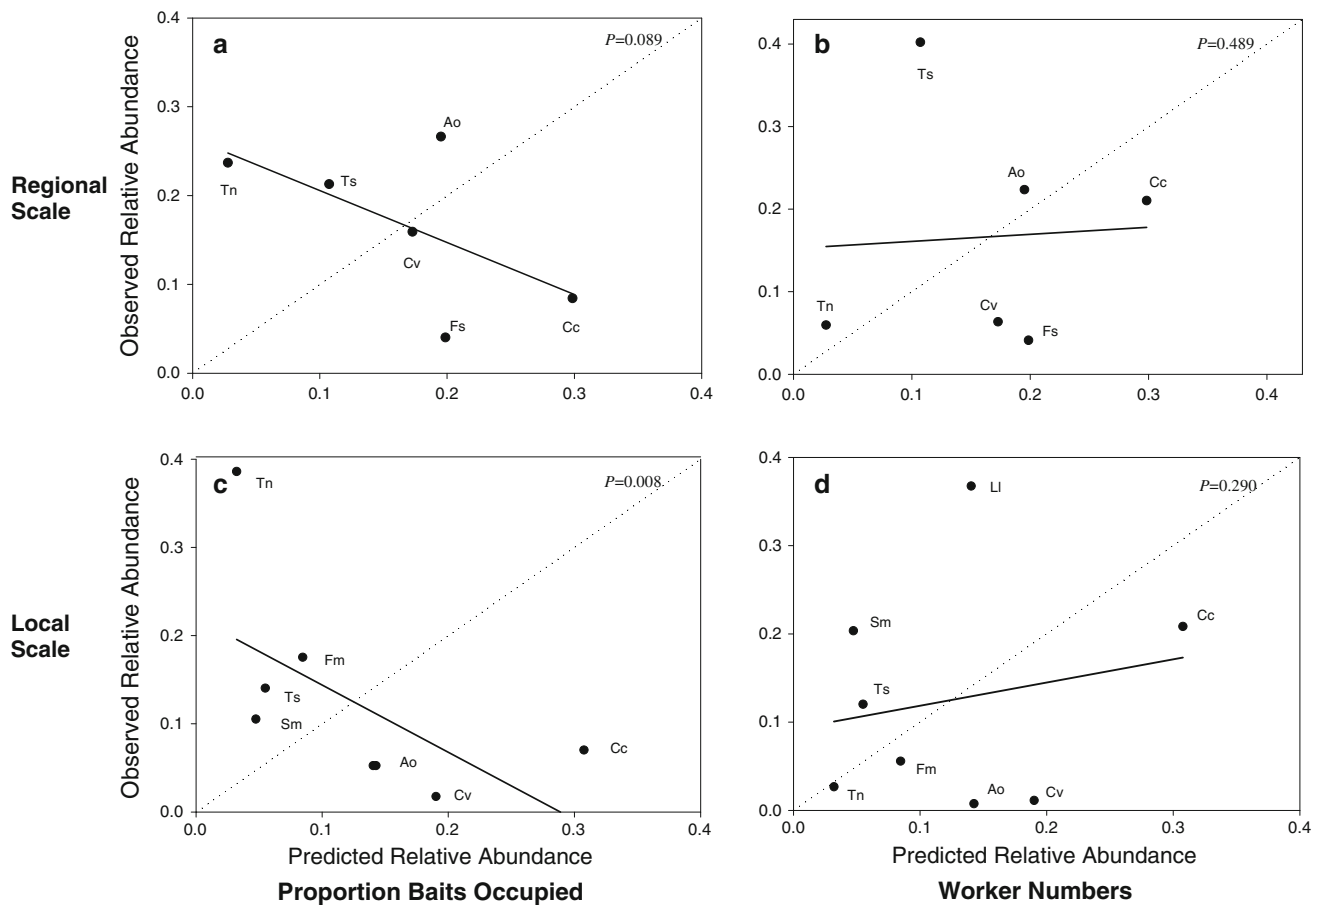 a
P=0.089
0.4
0.3
0.2
0.1
0.0
0.0
0.1
0.2
0.3
0.4
Ao
Ts
Tn
Cv
Fs
Cc
Observed Relative Abundance
Regional
Scale
b
P=0.489
0.4
0.3
0.2
0.1
0.0
0.0
0.1
0.2
0.3
0.4
Ts
Ao
Cc
Tn
Cv
Fs
c
P=0.008
0.4
0.3
0.2
0.1
0.0
0.0
0.1
0.2
0.3
0.4
Tn
Fm
Ts
Sm
Ao
Cc
Cv
Observed Relative Abundance
Local
Scale
Predicted Relative Abundance
Proportion Baits Occupied
d
P=0.290
0.4
0.3
0.2
0.1
0.0
0.0
0.1
0.2
0.3
0.4
Ll
Sm
Cc
Ts
Fm
Tn
Ao
Cv
Predicted Relative Abundance
Worker Numbers